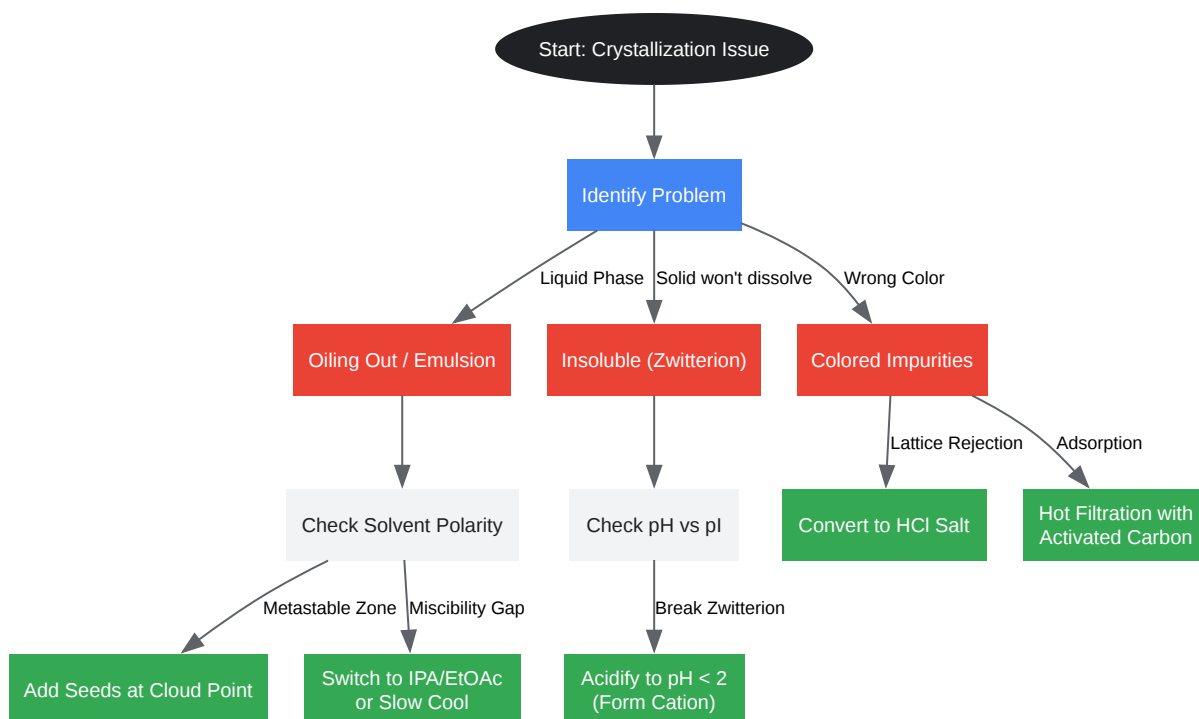 Start: Crystallization Issue
Identify Problem
Liquid Phase
Solid won't dissolve
Wrong Color
Oiling Out / Emulsion
Insoluble (Zwitterion)
Colored Impurities
Lattice Rejection
Adsorption
Check Solvent Polarity
Check pH vs pI
Convert to HCl Salt
Hot Filtration with
Activated Carbon
Metastable Zone
Miscibility Gap
Break Zwitterion
Add Seeds at Cloud Point
Switch to IPA/EtOAc
or Slow Cool
Acidify to pH < 2
(Form Cation)